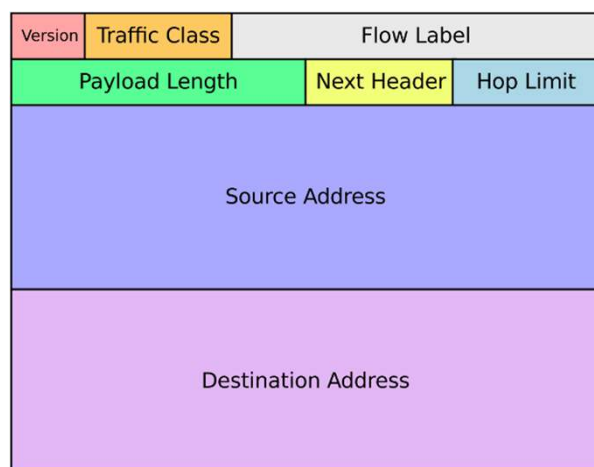 Version Traffic Class Flow Label
Payload Length Next Header Hop Limit
Source Address
Destination Address